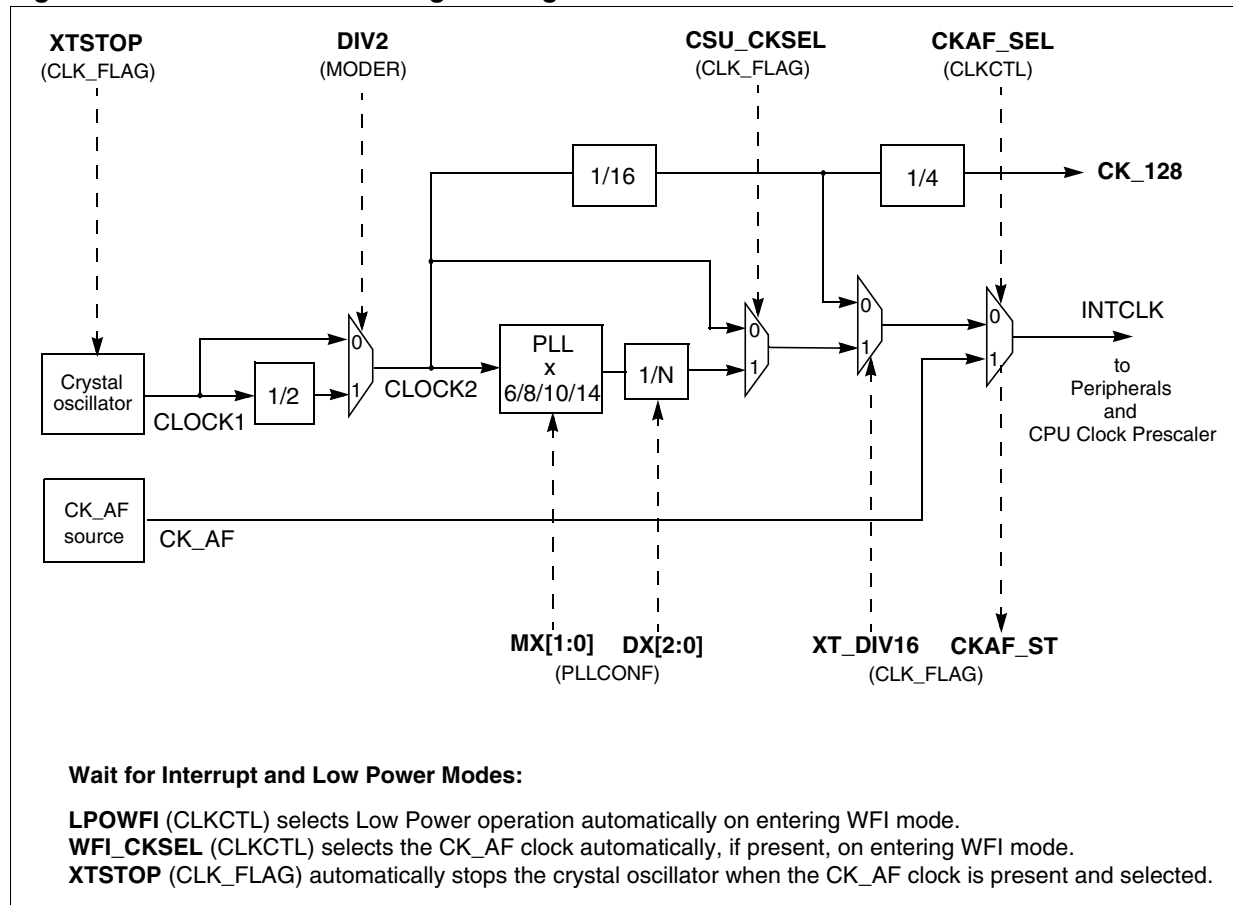 XTSTOP
(CLK_FLAG)
DIV2
(MODER)
CSU_CKSEL
(CLK_FLAG)
CKAF_SEL
(CLKCTL)
1/16
1/4
CK_128
Crystal
oscillator
CLOCK1
1/2
0
1
CLOCK2
PLL
x
6/8/10/14
1/N
0
1
0
1
0
1
INTCLK
to
Peripherals
and
CPU Clock Prescaler
CK_AF
source
CK_AF
MX[1:0]
DX[2:0]
(PLLCONF)
XT_DIV16
CKAF_ST
(CLK_FLAG)
Wait for Interrupt and Low Power Modes:
LPOWFI (CLKCTL) selects Low Power operation automatically on entering WFI mode.
WFI_CKSEL (CLKCTL) selects the CK_AF clock automatically, if present, on entering WFI mode.
XTSTOP (CLK_FLAG) automatically stops the crystal oscillator when the CK_AF clock is present and selected.